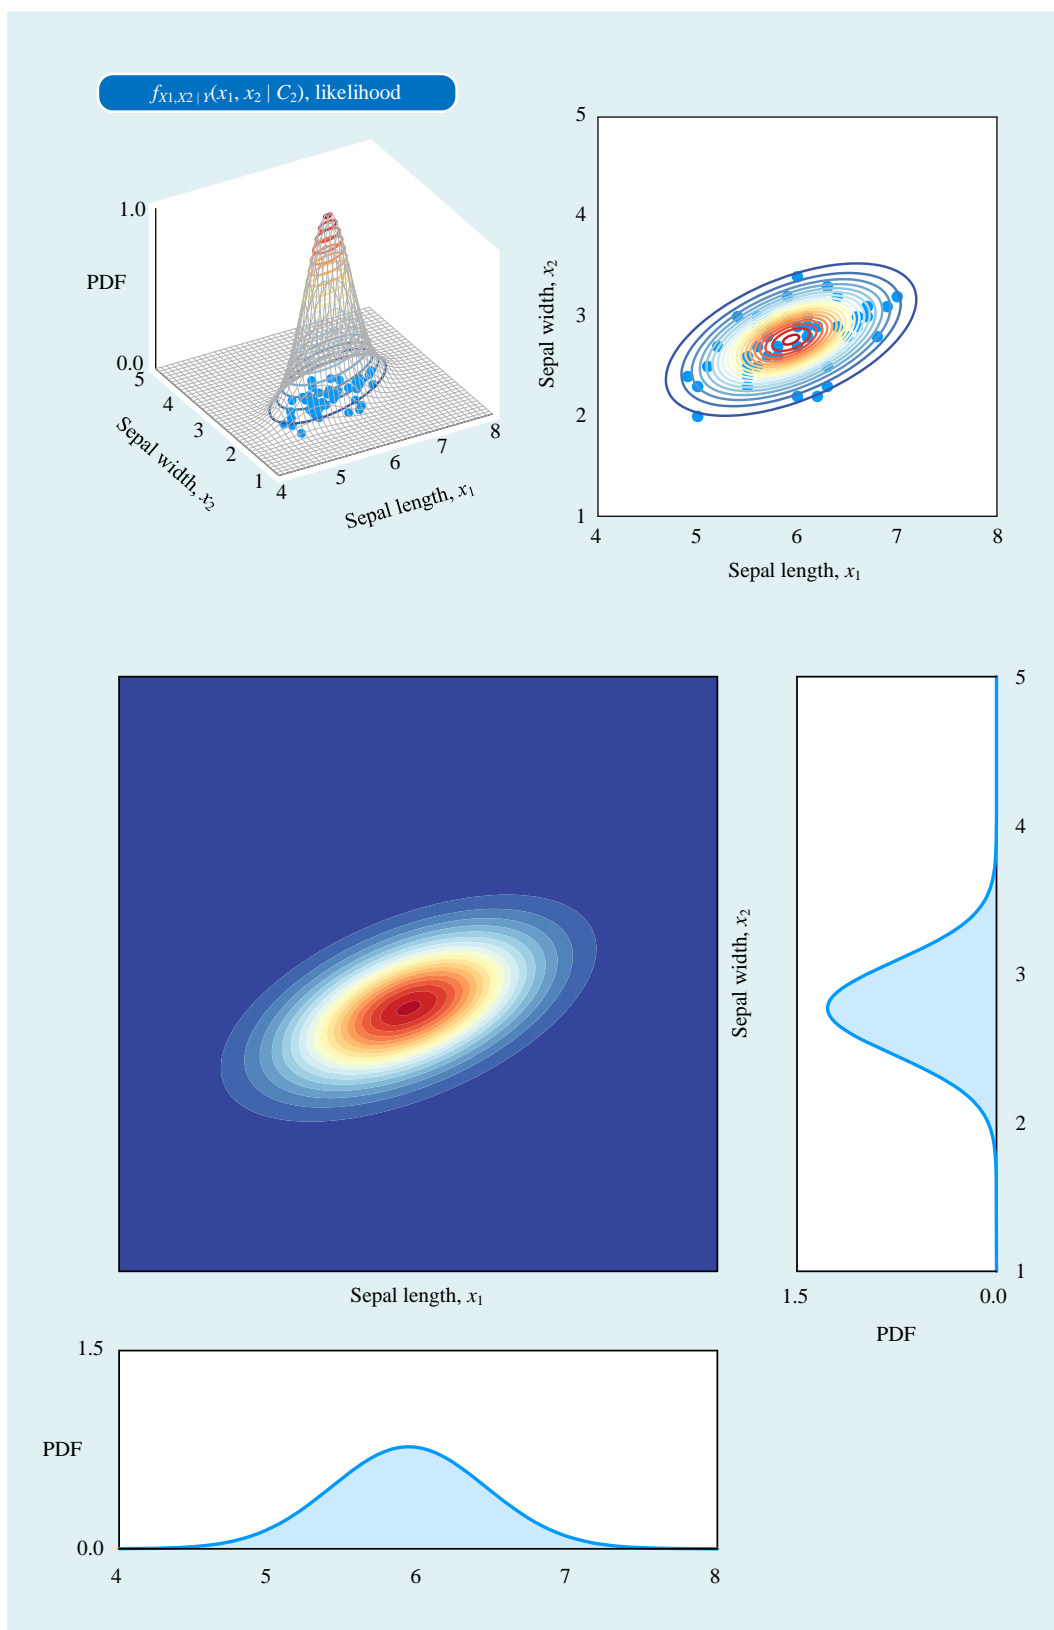 f_{X1,X2 | Y}(x₁, x₂ | C₂), likelihood
1.0
PDF
0.0
5
4
3
2
1
Sepal width, x₂
4
5
6
7
8
Sepal length, x₁
5
4
3
2
1
Sepal width, x₂
4 5 6 7 8
Sepal length, x₁
Sepal width, x₂
5
4
3
2
1
Sepal length, x₁
1.5 0.0
PDF
1.5
PDF
0.0
4 5 6 7 8